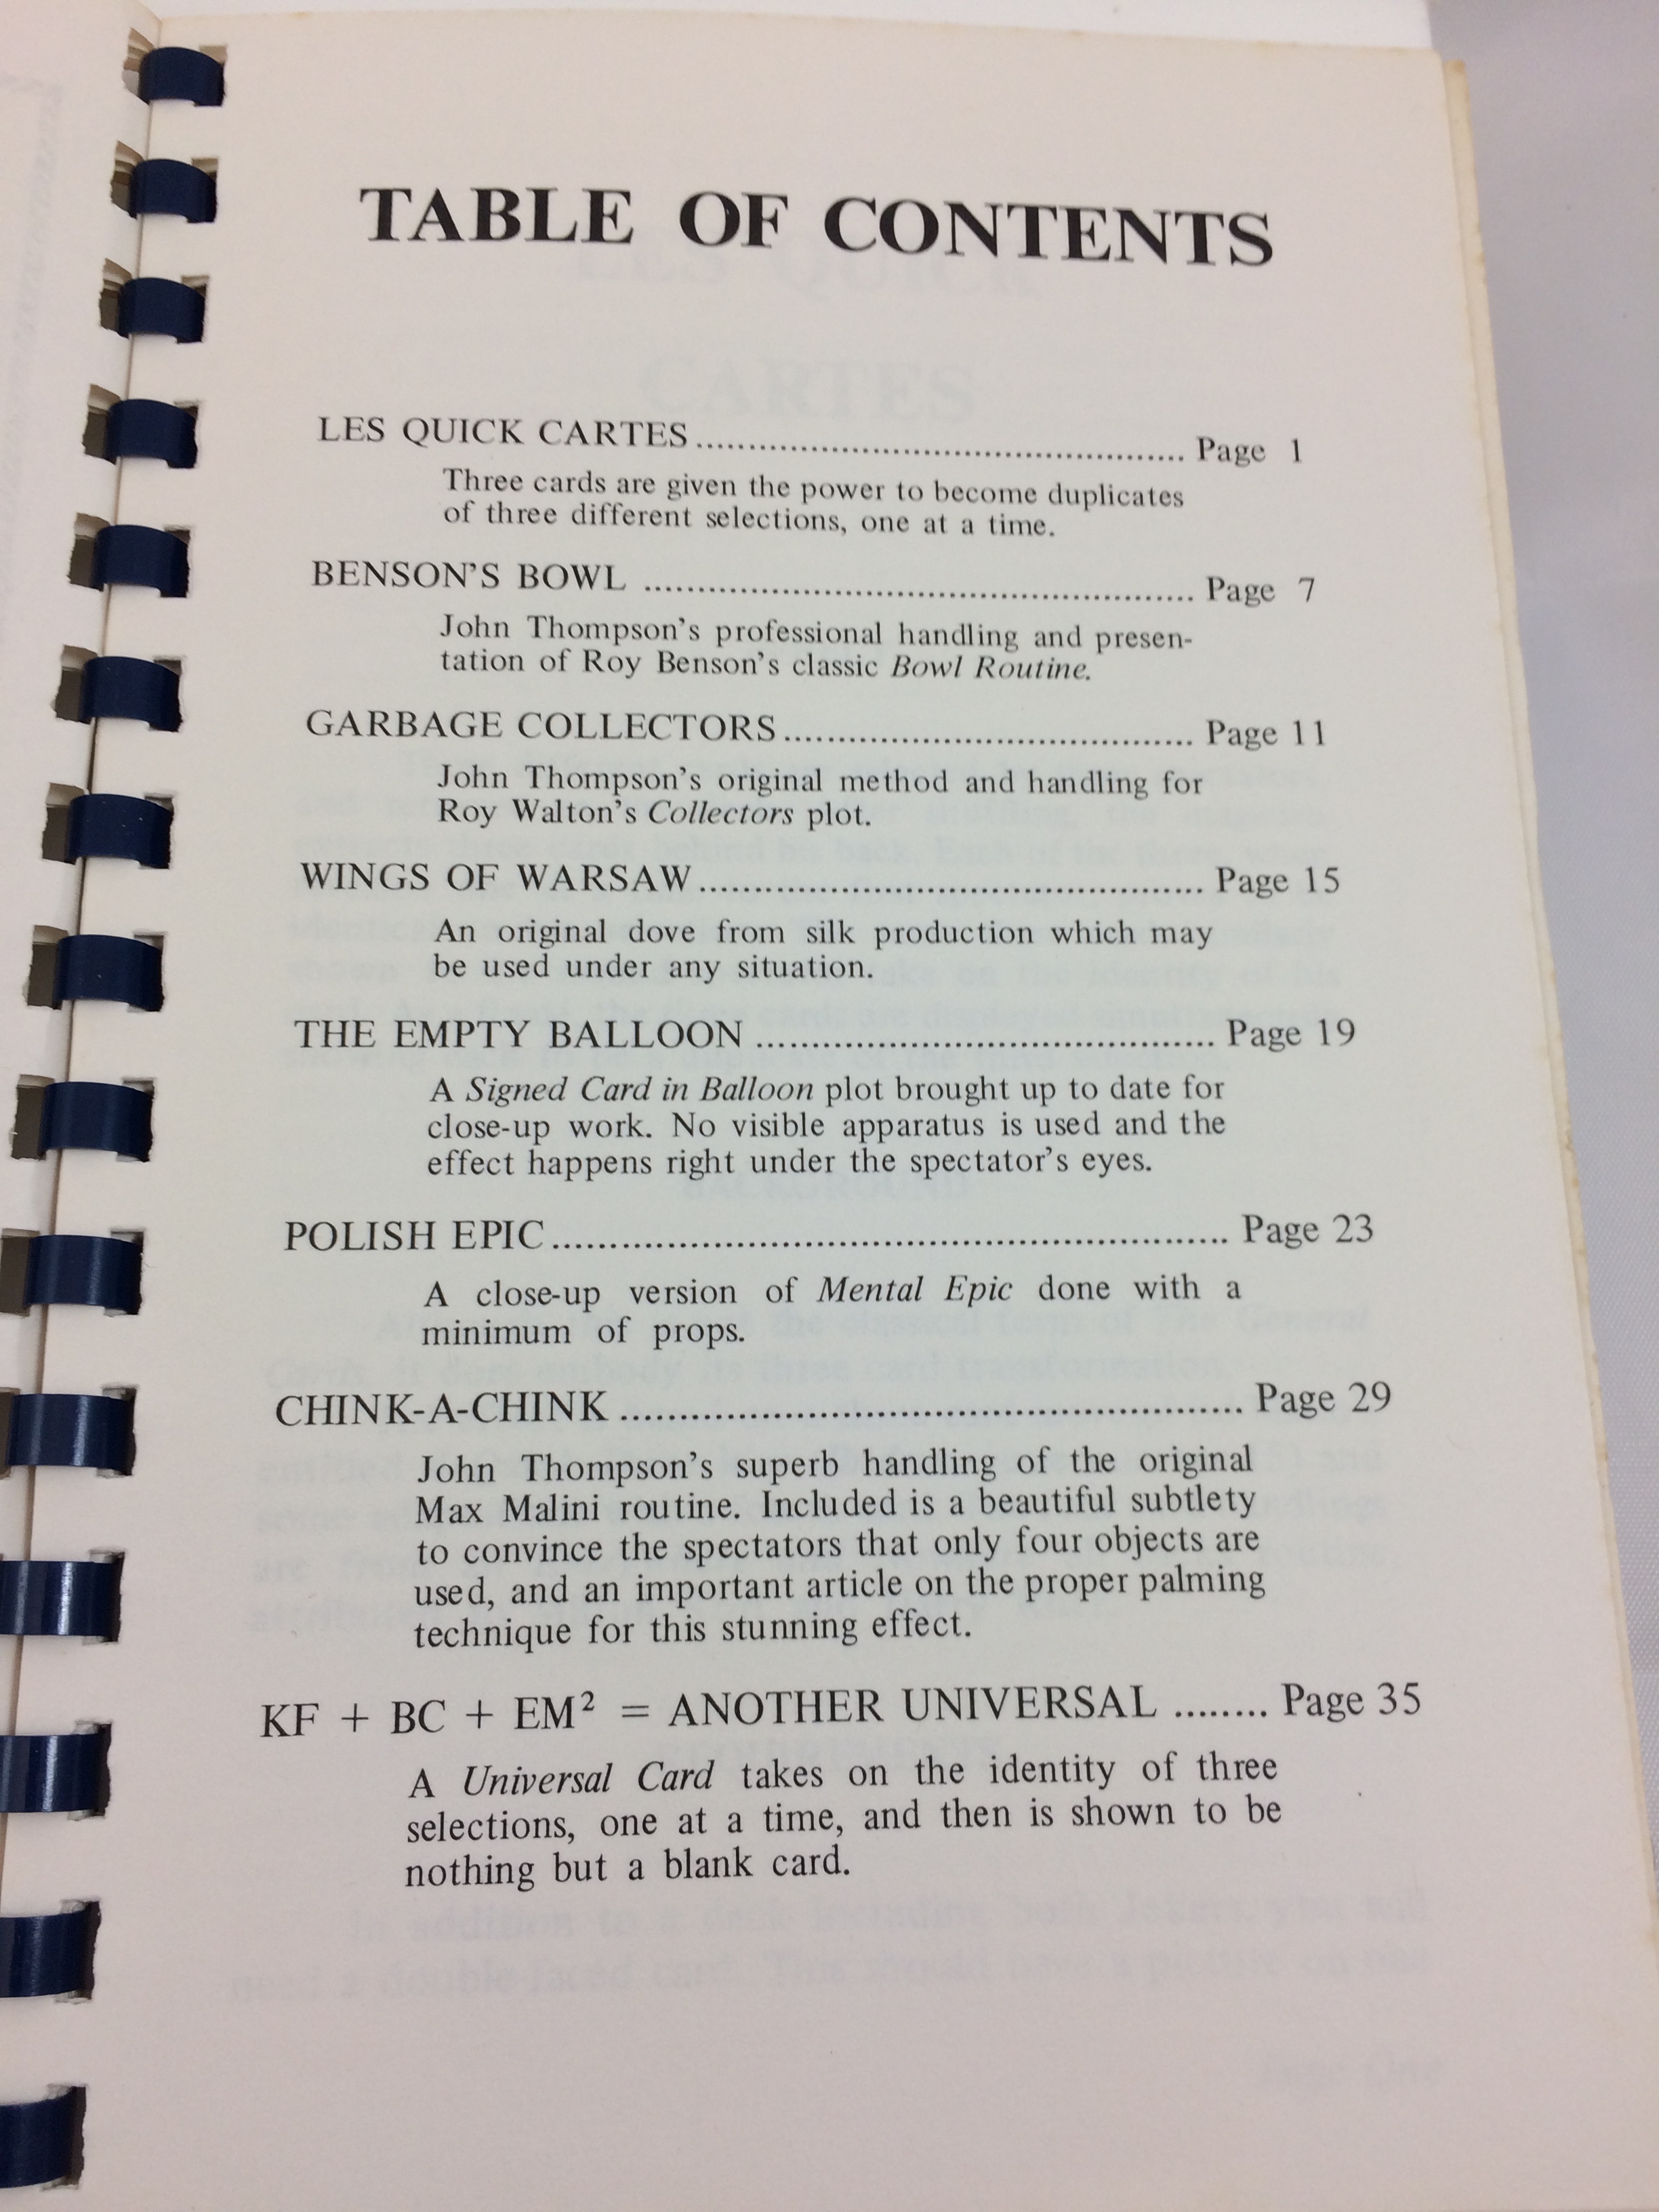 TABLE OF CONTENTS
LES QUICK CARTES................................................ Page 1
Three cards are given the power to become duplicates
of three different selections, one at a time.
BENSON'S BOWL ...................................................... Page 7
John Thompson's professional handling and presen-
tation of Roy Benson's classic Bowl Routine.
GARBAGE COLLECTORS........................................ Page 11
John Thompson's original method and handling for
Roy Walton's Collectors plot.
WINGS OF WARSAW................................................. Page 15
An original dove from silk production which may
be used under any situation.
THE EMPTY BALLOON ............................................ Page 19
A Signed Card in Balloon plot brought up to date for
close-up work. No visible apparatus is used and the
effect happens right under the spectator's eyes.
POLISH EPIC............................................................... Page 23
A close-up version of Mental Epic done with a
minimum of props.
CHINK-A-CHINK ......................................................... Page 29
John Thompson's superb handling of the original
Max Malini routine. Included is a beautiful subtlety
to convince the spectators that only four objects are
used, and an important article on the proper palming
technique for this stunning effect.
KF + BC + EM² = ANOTHER UNIVERSAL ........ Page 35
A Universal Card takes on the identity of three
selections, one at a time, and then is shown to be
nothing but a blank card.